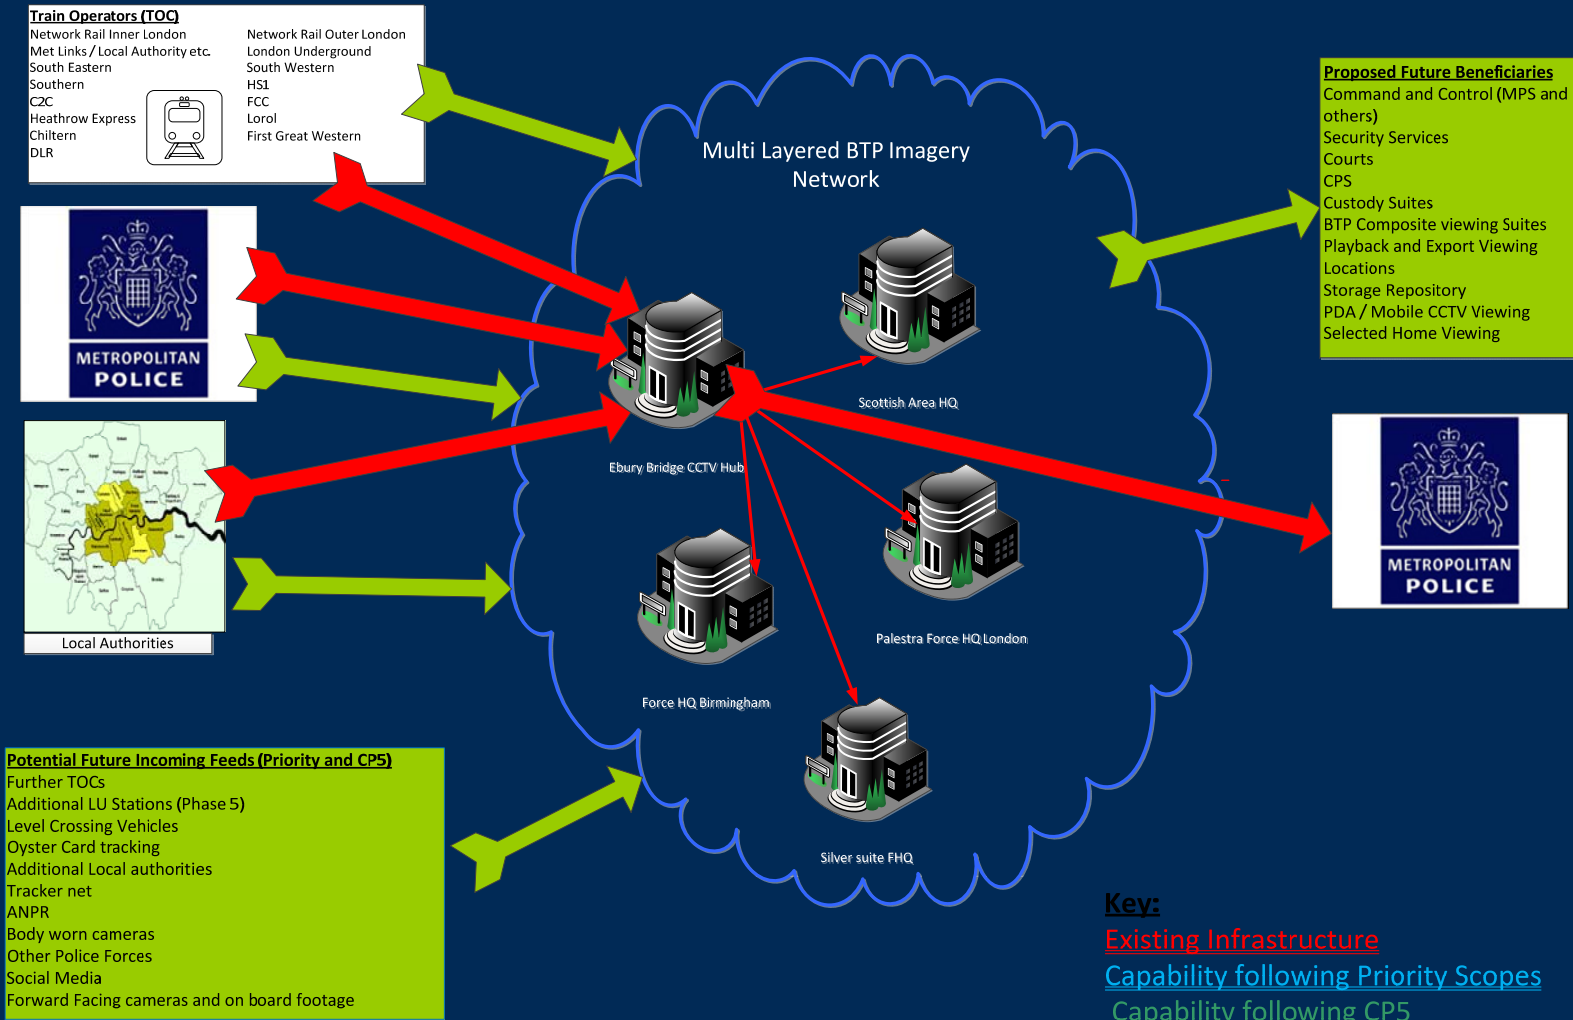 Train Operators (TOC)
Network Rail Inner London
Met Links / Local Authority etc.
South Eastern
Southern
C2C
Heathrow Express
Chiltern
DLR
Network Rail Outer London
London Underground
South Western
HS1
FCC
Lorol
First Great Western
METROPOLITAN
POLICE
Local Authorities
Potential Future Incoming Feeds (Priority and CP5)
Further TOCs
Additional LU Stations (Phase 5)
Level Crossing Vehicles
Oyster Card tracking
Additional Local authorities
Tracker net
ANPR
Body worn cameras
Other Police Forces
Social Media
Forward Facing cameras and on board footage
Multi Layered BTP Imagery
Network
Scottish Area HQ
Ebury Bridge CCTV Hub
Palestra Force HQ London
Force HQ Birmingham
Silver suite FHQ
Proposed Future Beneficiaries
Command and Control (MPS and
others)
Security Services
Courts
CPS
Custody Suites
BTP Composite viewing Suites
Playback and Export Viewing
Locations
Storage Repository
PDA / Mobile CCTV Viewing
Selected Home Viewing
METROPOLITAN
POLICE
Key:
Existing Infrastructure
Capability following Priority Scopes
Capability following CP5